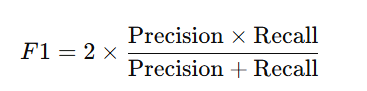 F1 = 2 × Precision × Recall
Precision + Recall